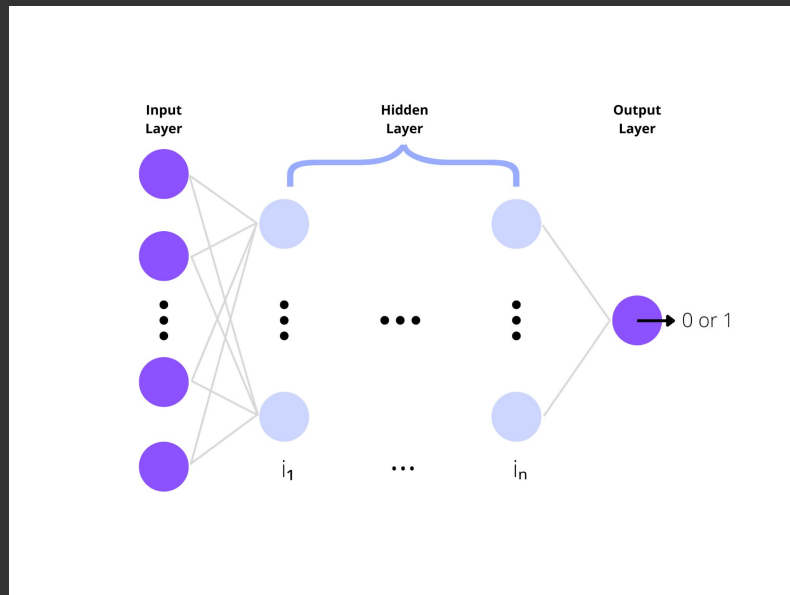 Input
Layer
Hidden
Layer
Output
Layer
0 or 1
i1
...
in